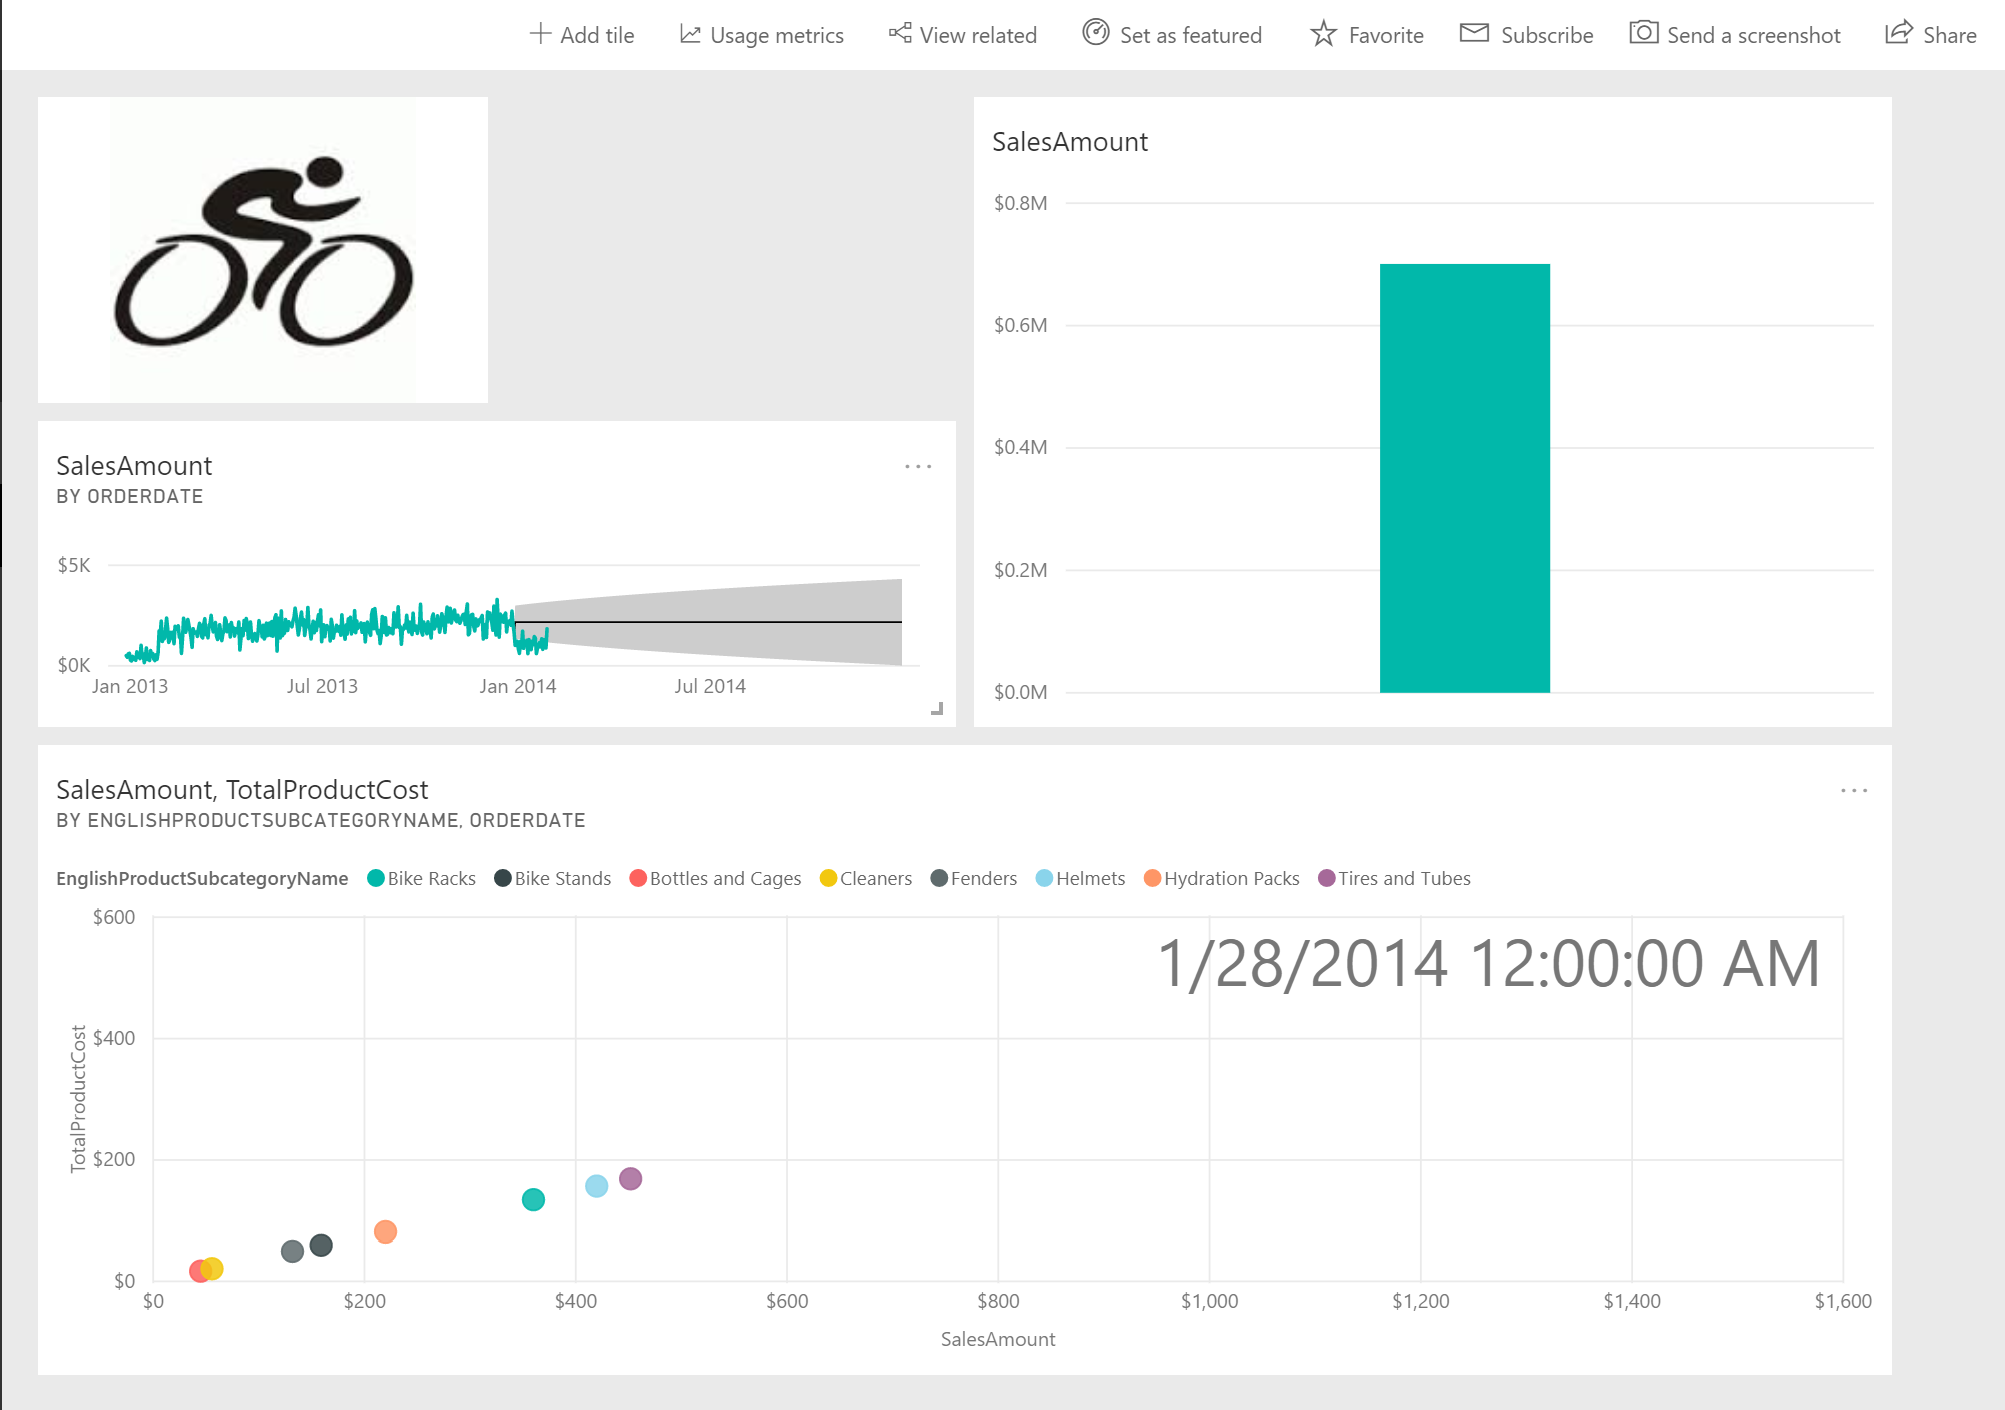 Add tile Usage metrics View related Set as featured Favorite Subscribe Send a screenshot Share
SalesAmount
$0.8M
$0.6M
$0.4M
$0.2M
$0.0M
SalesAmount
BY ORDERDATE
$5K
$0K
Jan 2013 Jul 2013 Jan 2014 Jul 2014
SalesAmount, TotalProductCost
BY ENGLISHPRODUCTSUBCATEGORYNAME, ORDERDATE
EnglishProductSubcategoryName Bike Racks Bike Stands Bottles and Cages Cleaners Fenders Helmets Hydration Packs Tires and Tubes
1/28/2014 12:00:00 AM
TotalProductCost
$600
$400
$200
$0
$0 $200 $400 $600 $800 $1,000 $1,200 $1,400 $1,600
SalesAmount